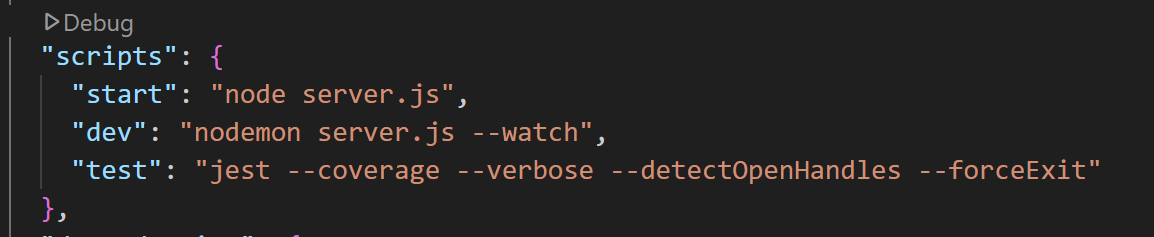 Debug
"scripts": {
"start": "node server.js",
"dev": "nodemon server.js --watch",
"test": "jest --coverage --verbose --detectOpenHandles --forceExit"
},